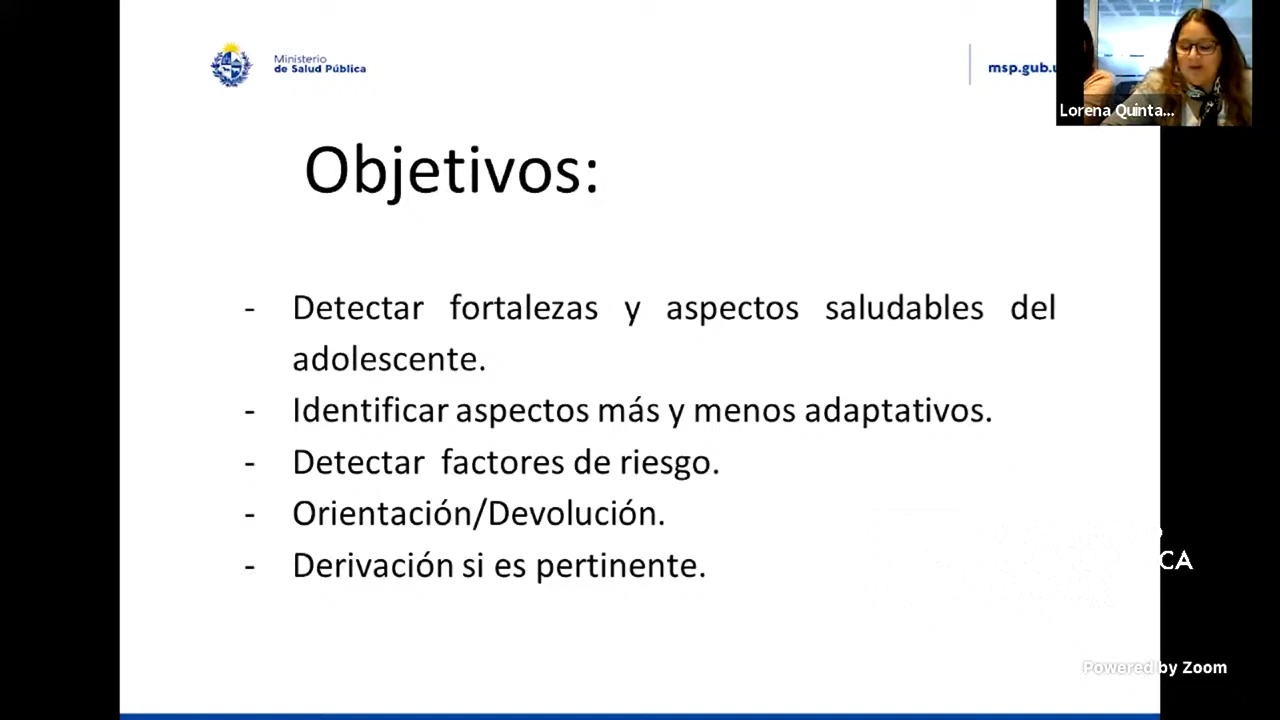 Ministerio
de Salud Pública
msp.gub.u
Lorena Quinta...
Objetivos:
- Detectar fortalezas y aspectos saludables del
adolescente.
- Identificar aspectos más y menos adaptativos.
- Detectar factores de riesgo.
- Orientación/Devolución.
- Derivación si es pertinente.
CA
Powered by Zoom